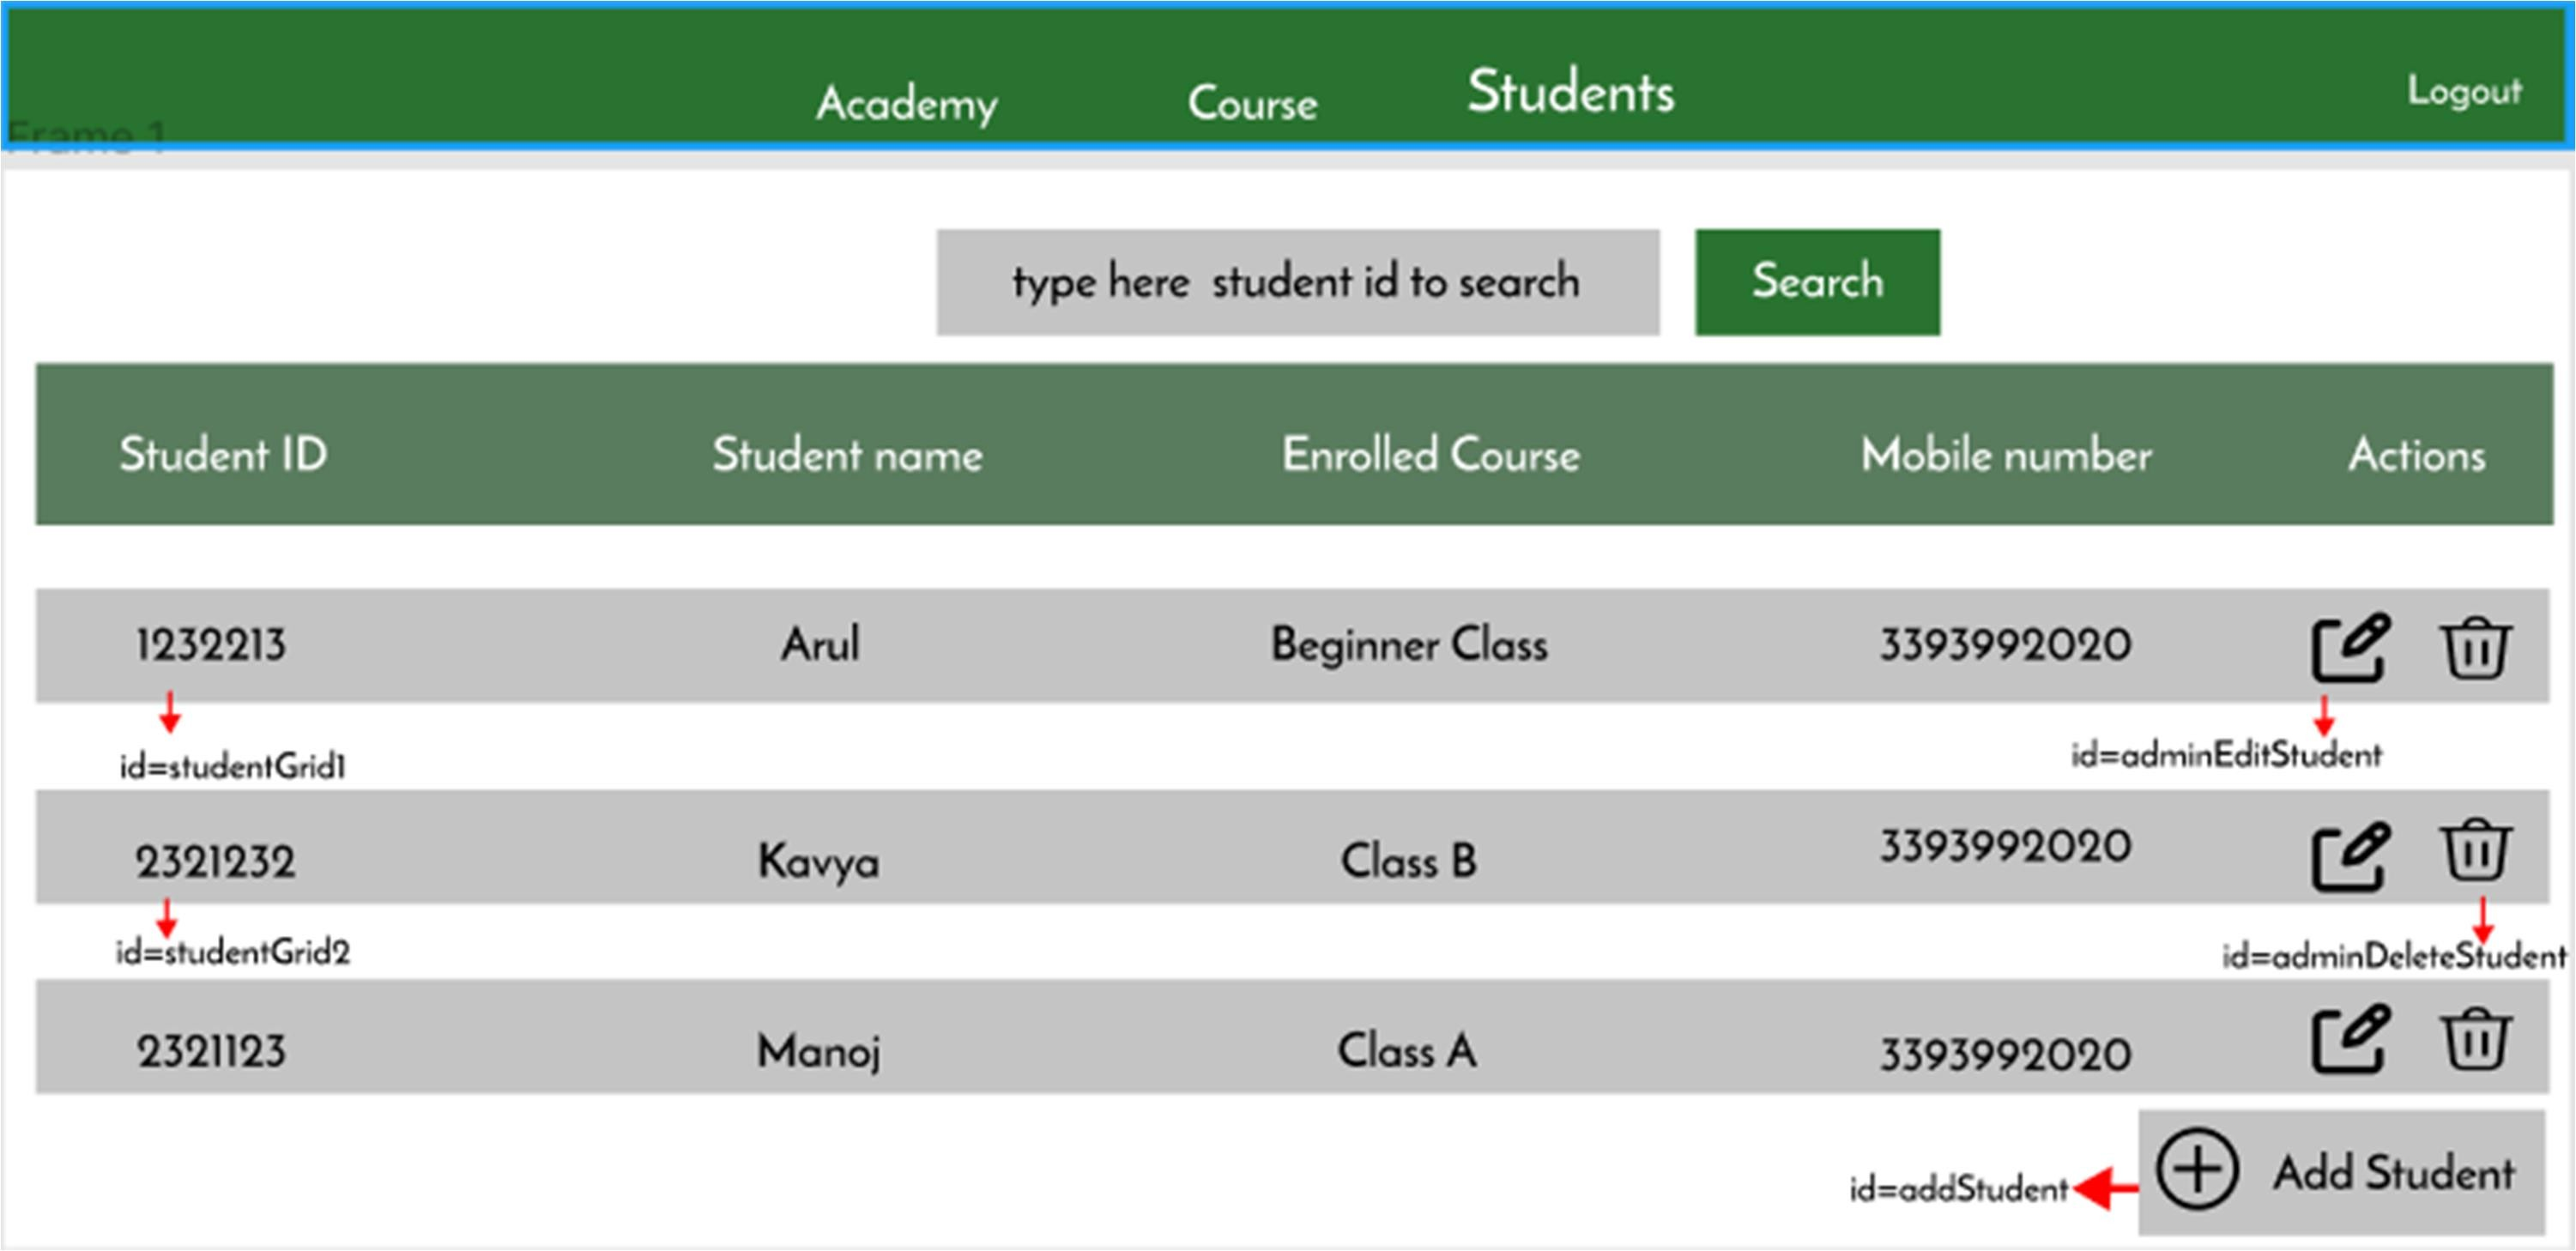 Academy Course Students Logout
Frame 1
type here student id to search Search
Student ID Student name Enrolled Course Mobile number Actions
1232213 Arul Beginner Class 3393992020
id=studentGrid1 id=adminEditStudent
2321232 Kavya Class B 3393992020
id=studentGrid2 id=adminDeleteStudent
2321123 Manoj Class A 3393992020
id=addStudent Add Student